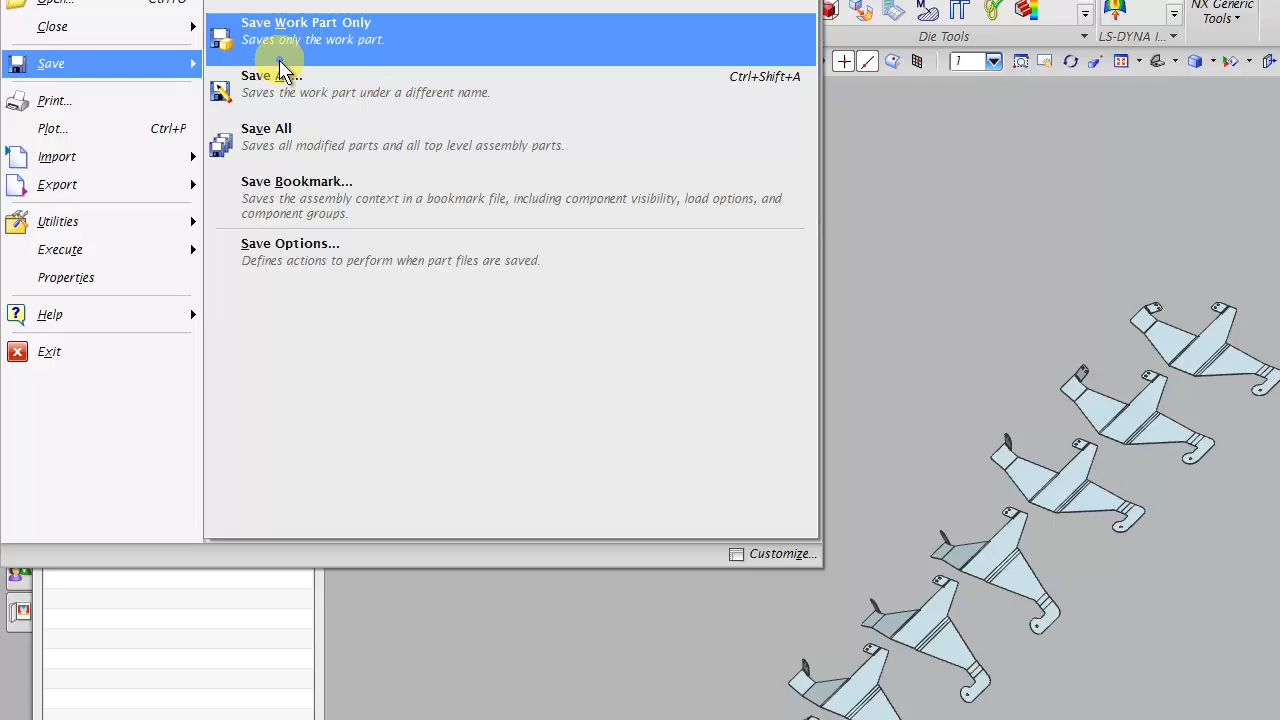 Save Work Part Only
Saves only the work part.
Close
Save
Ctrl+Shift+A
Saves the work part under a different name.
Print...
Plot... Ctrl+P
Save All
Saves all modified parts and all top level assembly parts.
Import
Export
Save Bookmark...
Saves the assembly context in a bookmark file, including component visibility, load options, and
component groups.
Utilities
Execute
Properties
Save Options...
Defines actions to perform when part files are saved.
Help
Exit
Customize...
NX Generic
Tools
Die Tools
LS-DYNA
1